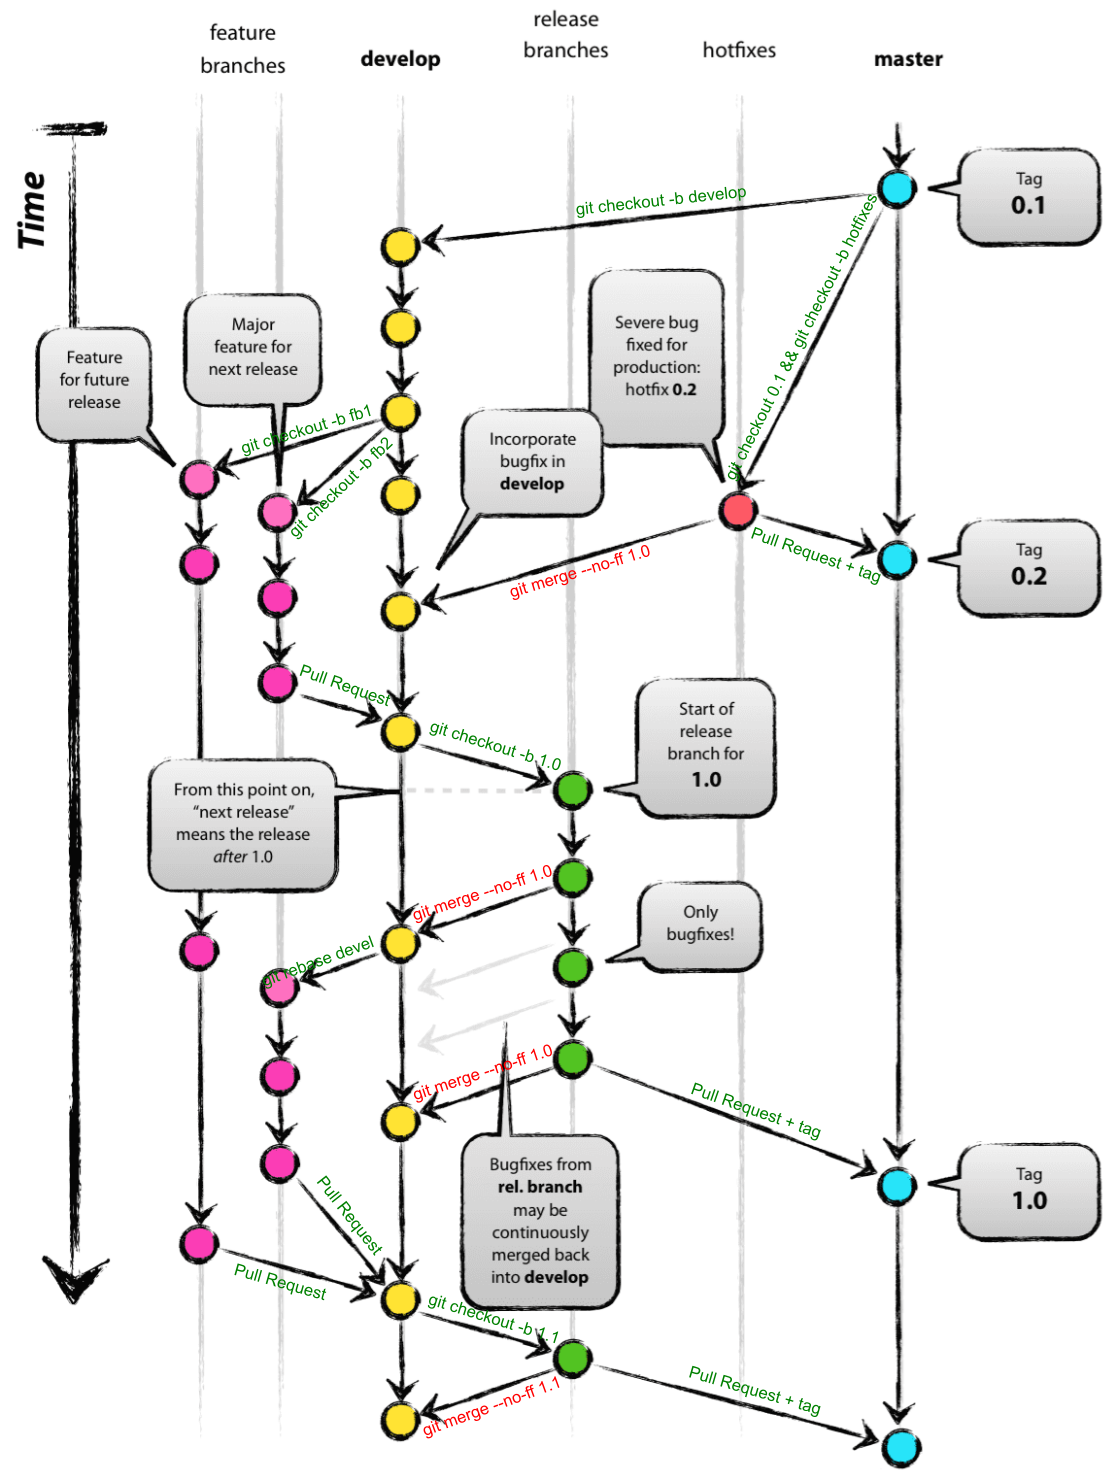 feature
branches
develop
release
branches
hotfixes
master
Time
Tag
0.1
git checkout -b develop
git checkout 0.1 && git checkout -b hotfixes
Severe bug
fixed for
production:
hotfix 0.2
Major
feature for
next release
Feature
for future
release
git checkout -b fb1
git checkout -b fb2
Incorporate
bugfix in
develop
git merge --no-ff 1.0
Pull Request + tag
Tag
0.2
Pull Request
git checkout -b 1.0
Start of
release
branch for
1.0
From this point on,
“next release”
means the release
after 1.0
git merge --no-ff 1.0
Only
bugfixes!
git rebase devel
git merge --no-ff 1.0
Pull Request + tag
Tag
1.0
Bugfixes from
rel. branch
may be
continuously
merged back
into develop
Pull Request
Pull Request
git checkout -b 1.1
git merge --no-ff 1.1
Pull Request + tag